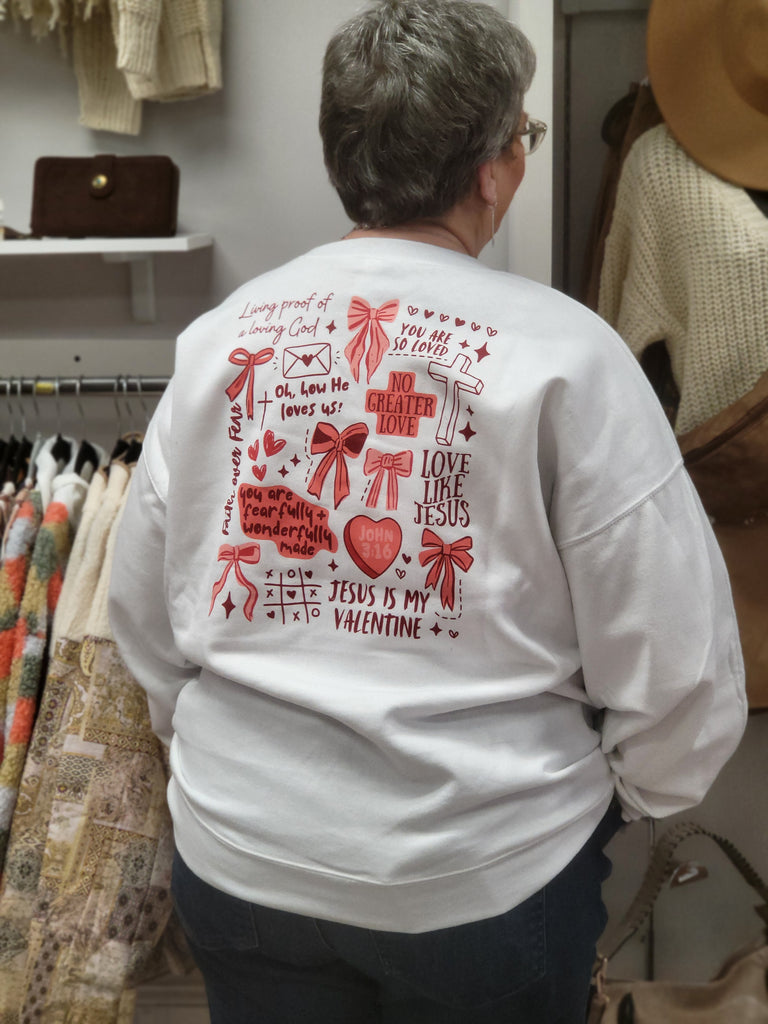 Living proof of
a loving God
YOU ARE
SO LOVED
Oh, how He
loves us!
NO
GREATER
LOVE
FAITH over FEAR
LOVE
LIKE
JESUS
you are
fearfully +
wonderfully
made
JOHN
3:16
X O
X X
X O
JESUS IS MY
VALENTINE